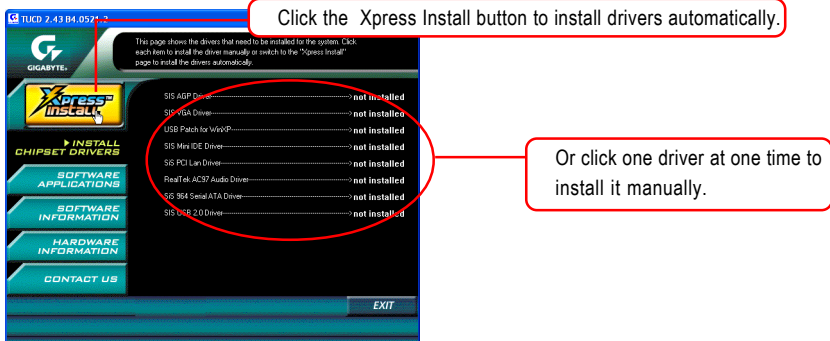 Click the Xpress Install button to install drivers automatically.
TUCD 2.43 B4.0521.2
GIGABYTE.
This page shows the drivers that need to be installed for the system. Click
each item to install the driver manually or switch to the "Xpress Install"
page to install the drivers automatically.
Xpress™
install
INSTALL
CHIPSET DRIVERS
SOFTWARE
APPLICATIONS
SOFTWARE
INFORMATION
HARDWARE
INFORMATION
CONTACT US
SIS AGP Driver not installed
SIS VGA Driver not installed
USB Patch for WinXP not installed
SIS Mini IDE Driver not installed
SiS PCI Lan Driver not installed
RealTek AC97 Audio Driver not installed
SiS 964 Serial ATA Driver not installed
SIS USB 2.0 Driver not installed
Or click one driver at one time to
install it manually.
EXIT